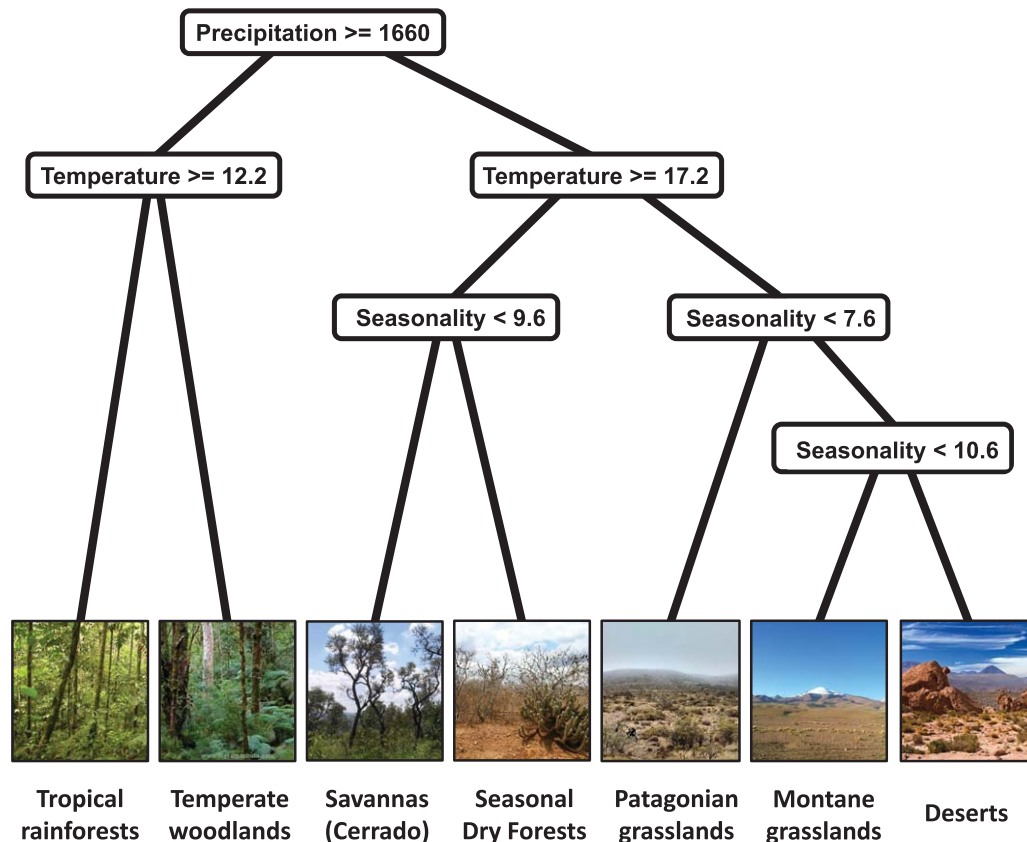 Precipitation >= 1660
Temperature >= 12.2
Temperature >= 17.2
Seasonality < 9.6
Seasonality < 7.6
Seasonality < 10.6
Tropical
rainforests
Temperate
woodlands
Savannas
(Cerrado)
Seasonal
Dry Forests
Patagonian
grasslands
Montane
grasslands
Deserts